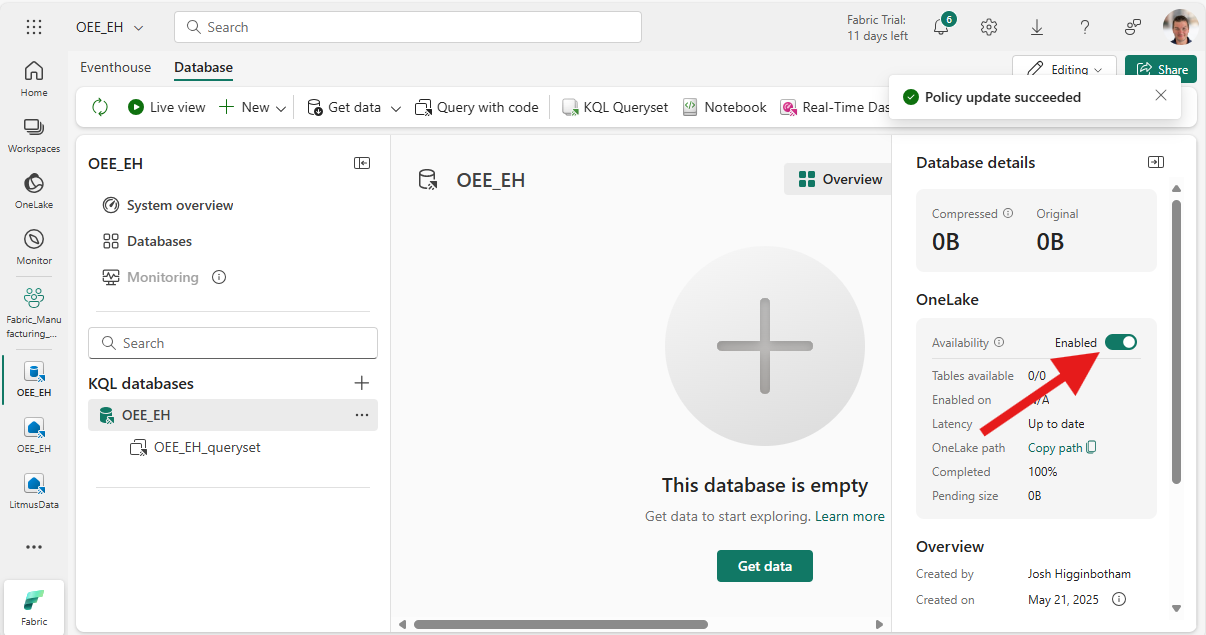 OEE_EH
Search
Fabric Trial:
11 days left
6
Home
Workspaces
OneLake
Monitor
Fabric_Manu
facturing_...
OEE_EH
OEE_EH
LitmusData
Fabric
Eventhouse
Database
Editing
Share
Live view
New
Get data
Query with code
KQL Queryset
Notebook
Real-Time Das
Policy update succeeded
OEE_EH
System overview
Databases
Monitoring
Search
KQL databases
OEE_EH
OEE_EH_queryset
OEE_EH
Overview
This database is empty
Get data to start exploring. Learn more
Get data
Database details
Compressed Original
0B 0B
OneLake
Availability Enabled
Tables available 0/0
Enabled on
Latency Up to date
OneLake path Copy path
Completed 100%
Pending size 0B
Overview
Created by Josh Higginbotham
Created on May 21, 2025